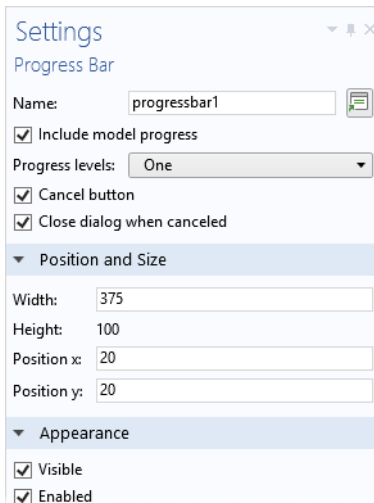 Settings
Progress Bar
Name: progressbar1
Include model progress
Progress levels: One
Cancel button
Close dialog when canceled
Position and Size
Width: 375
Height: 100
Position x: 20
Position y: 20
Appearance
Visible
Enabled